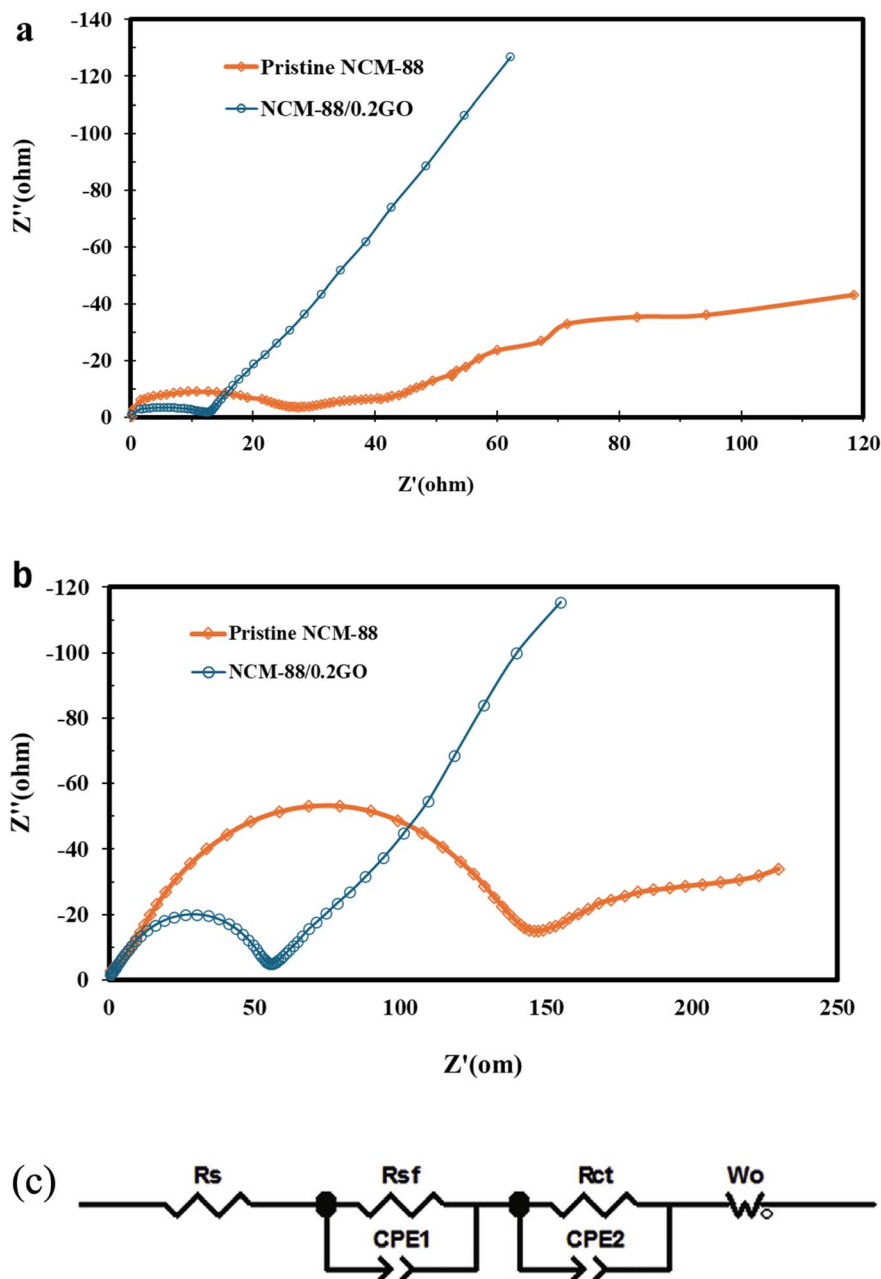 a
-140
-120
-100
-80
-60
-40
-20
0
Z''(ohm)
Pristine NCM-88
NCM-88/0.2GO
0 20 40 60 80 100 120
Z'(ohm)
b
-120
-100
-80
-60
-40
-20
0
Z''(ohm)
Pristine NCM-88
NCM-88/0.2GO
0 50 100 150 200 250
Z'(om)
(c)
Rs Rsf Rct Wo
CPE1 CPE2